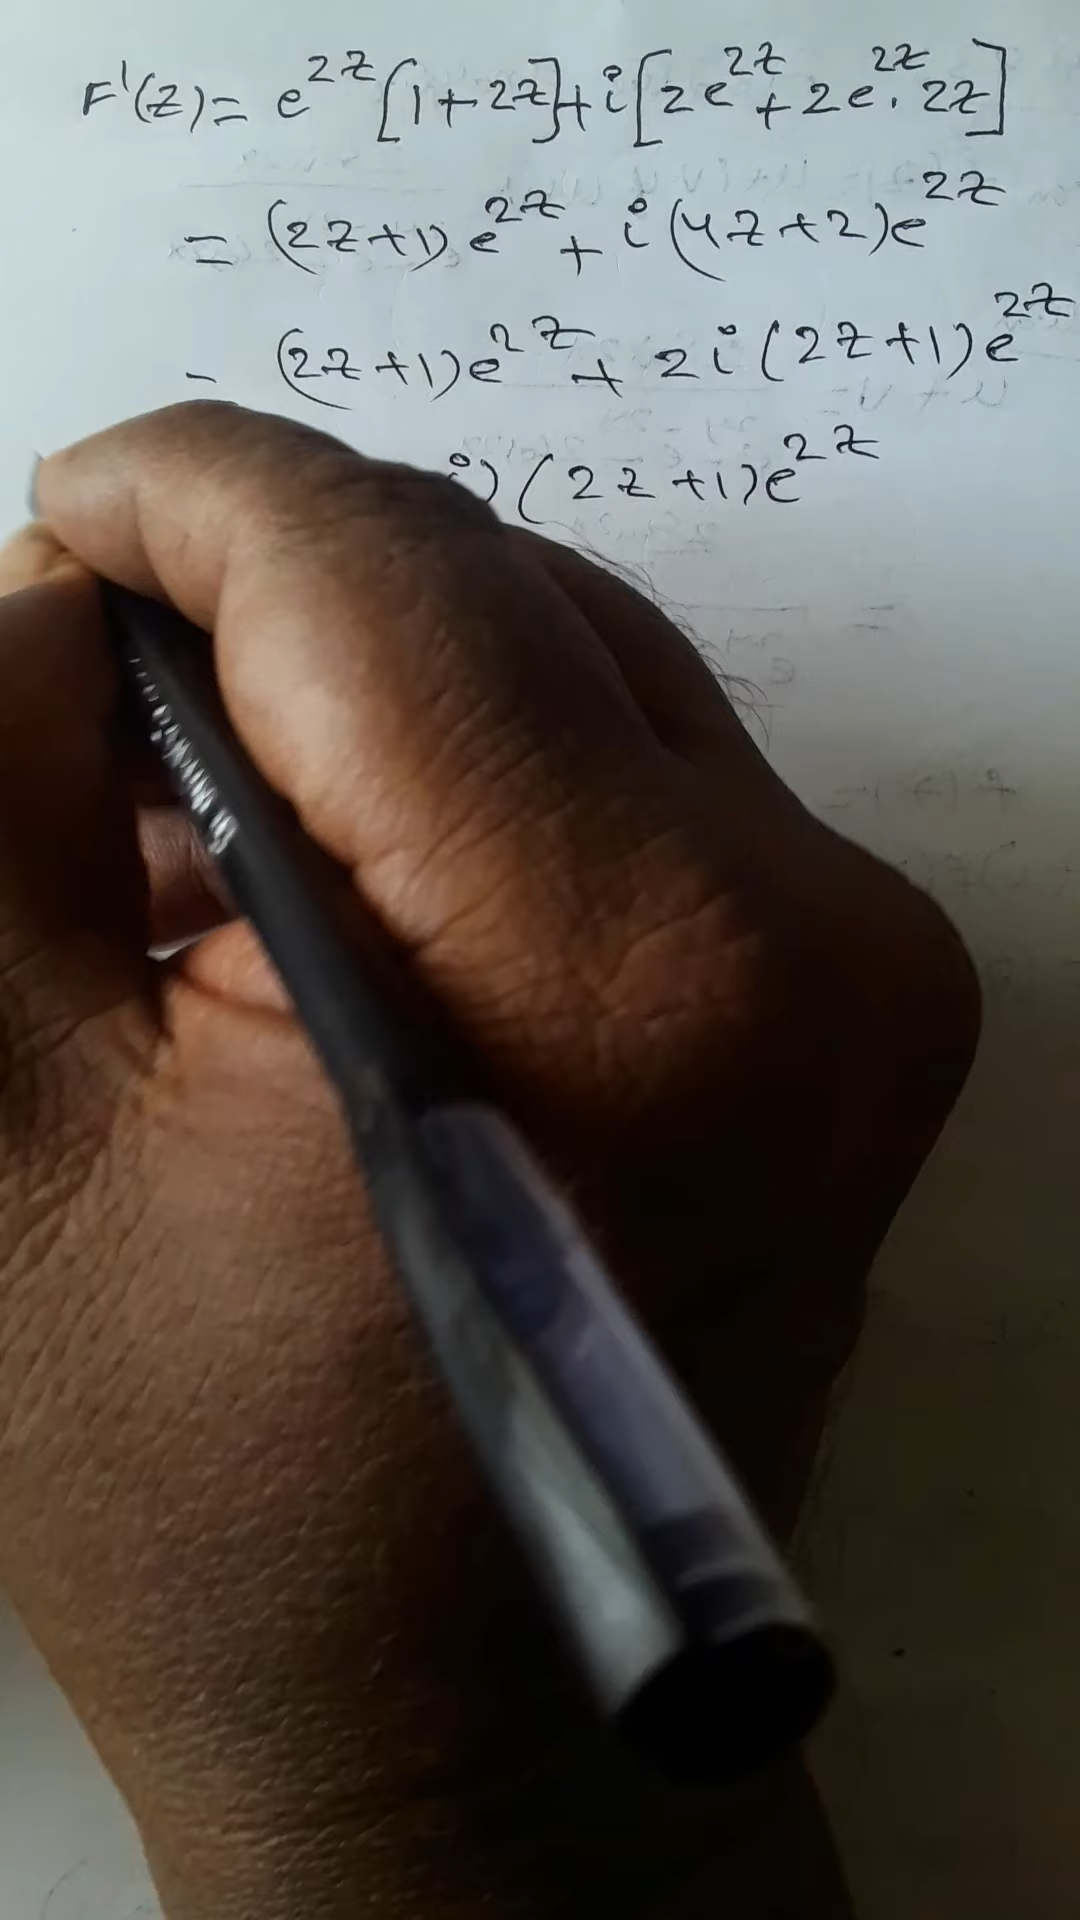 F'(z) = e^{2z} [1+2z] + i [2e^{2z} + 2e^{2z}. 2z]
= (2z+1) e^{2z} + i (4z+2) e^{2z}
- (2z+1) e^{2z} + 2i (2z+1) e^{2z}
i) (2z+1) e^{2z}